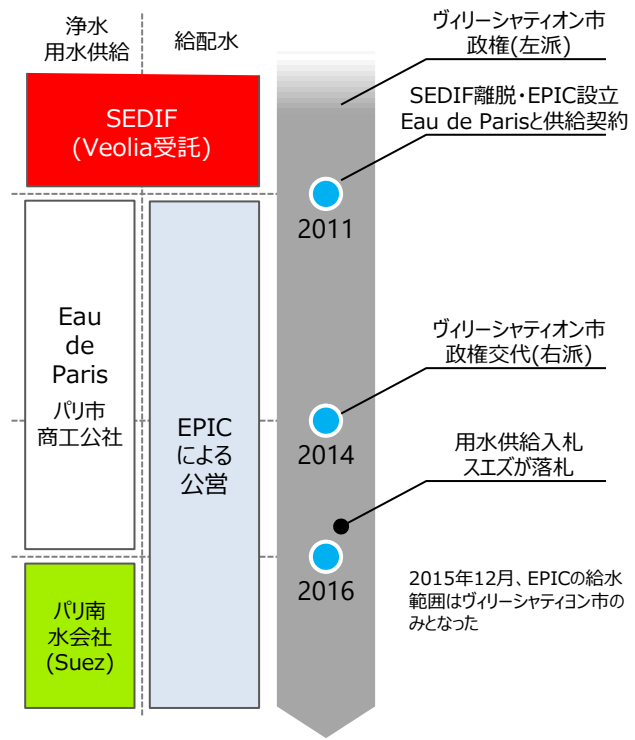 浄水
用水供給
給配水
SEDIF
(Veolia受託)
Eau
de
Paris
パリ市
商工公社
EPIC
による
公営
パリ南
水会社
(Suez)
2011
2014
2016
ヴィリーシャティオン市
政権(左派)
SEDIF離脱・EPIC設立
Eau de Parisと供給契約
ヴィリーシャティオン市
政権交代(右派)
用水供給入札
スエズが落札
2015年12月、EPICの給水
範囲はヴィリーシャティヨン市の
みとなった